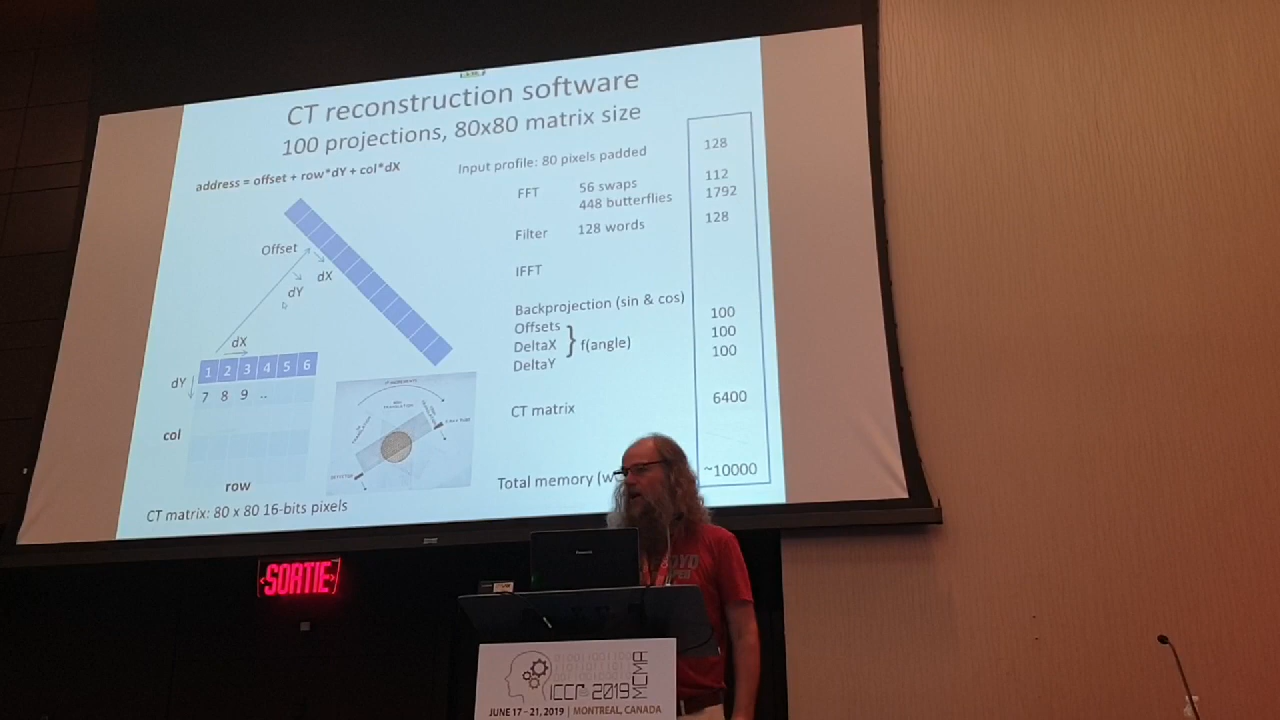 CT reconstruction software
100 projections, 80x80 matrix size
address = offset + row*dY + col*dX
Input profile: 80 pixels padded 128
FFT 56 swaps 112
448 butterflies 1792
Filter 128 words 128
IFFT
Backprojection (sin & cos)
Offsets 100
DeltaX } f(angle) 100
DeltaY 100
CT matrix 6400
Total memory (w ~10000
Offset
dX
dY
dX
dY
1 2 3 4 5 6
7 8 9 ..
col
row
CT matrix: 80 x 80 16-bits pixels
SORTIE
ICCR 2019
MCMA
JUNE 17 – 21, 2019 | MONTREAL, CANADA